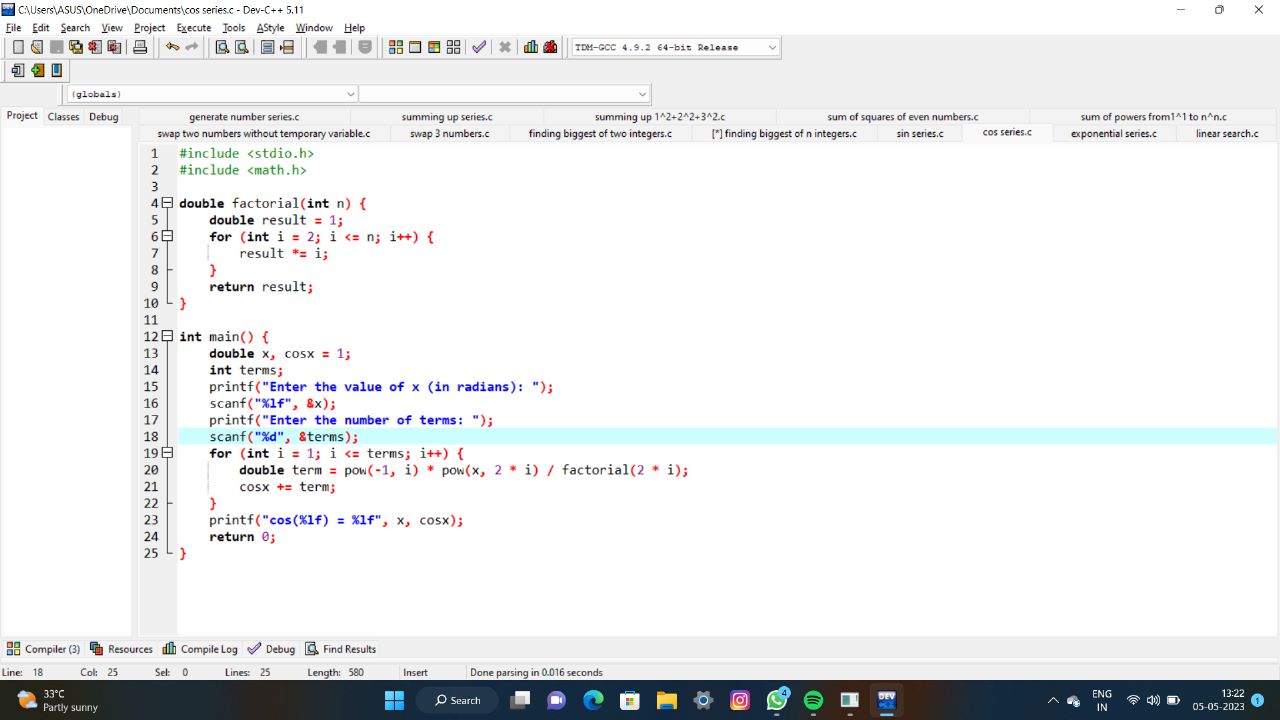 C:\Users\ASUS\OneDrive\Documents\cos series.c - Dev-C++ 5.11
File Edit Search View Project Execute Tools AStyle Window Help
TDM-GCC 4.9.2 64-bit Release
(globals)
Project Classes Debug
generate number series.c summing up series.c summing up 1^2+2^2+3^2.c sum of squares of even numbers.c sum of powers from1^1 to n^n.c
swap two numbers without temporary variable.c swap 3 numbers.c finding biggest of two integers.c [*] finding biggest of n integers.c sin series.c cos series.c exponential series.c linear search.c
1 #include <stdio.h>
2 #include <math.h>
3
4 double factorial(int n) {
5 double result = 1;
6 for (int i = 2; i <= n; i++) {
7 result *= i;
8 }
9 return result;
10 }
11
12 int main() {
13 double x, cosx = 1;
14 int terms;
15 printf("Enter the value of x (in radians): ");
16 scanf("%lf", &x);
17 printf("Enter the number of terms: ");
18 scanf("%d", &terms);
19 for (int i = 1; i <= terms; i++) {
20 double term = pow(-1, i) * pow(x, 2 * i) / factorial(2 * i);
21 cosx += term;
22 }
23 printf("cos(%lf) = %lf", x, cosx);
24 return 0;
25 }
Compiler (3) Resources Compile Log Debug Find Results
Line: 18 Col: 25 Sel: 0 Lines: 25 Length: 580 Insert Done parsing in 0.016 seconds
33°C
Partly sunny
Search
4
DEV
ENG
IN
13:22
05-05-2023
1